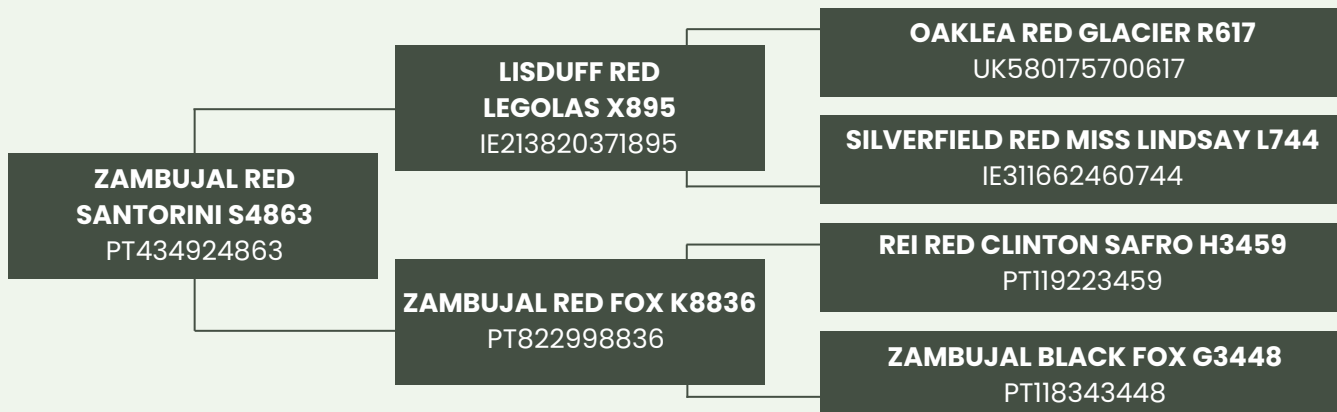 ZAMBUJAL RED
SANTORINI S4863
PT434924863
LISDUFF RED
LEGOLAS X895
IE213820371895
ZAMBUJAL RED FOX K8836
PT822998836
OAKLEA RED GLACIER R617
UK580175700617
SILVERFIELD RED MISS LINDSAY L744
IE311662460744
REI RED CLINTON SAFRO H3459
PT119223459
ZAMBUJAL BLACK FOX G3448
PT118343448